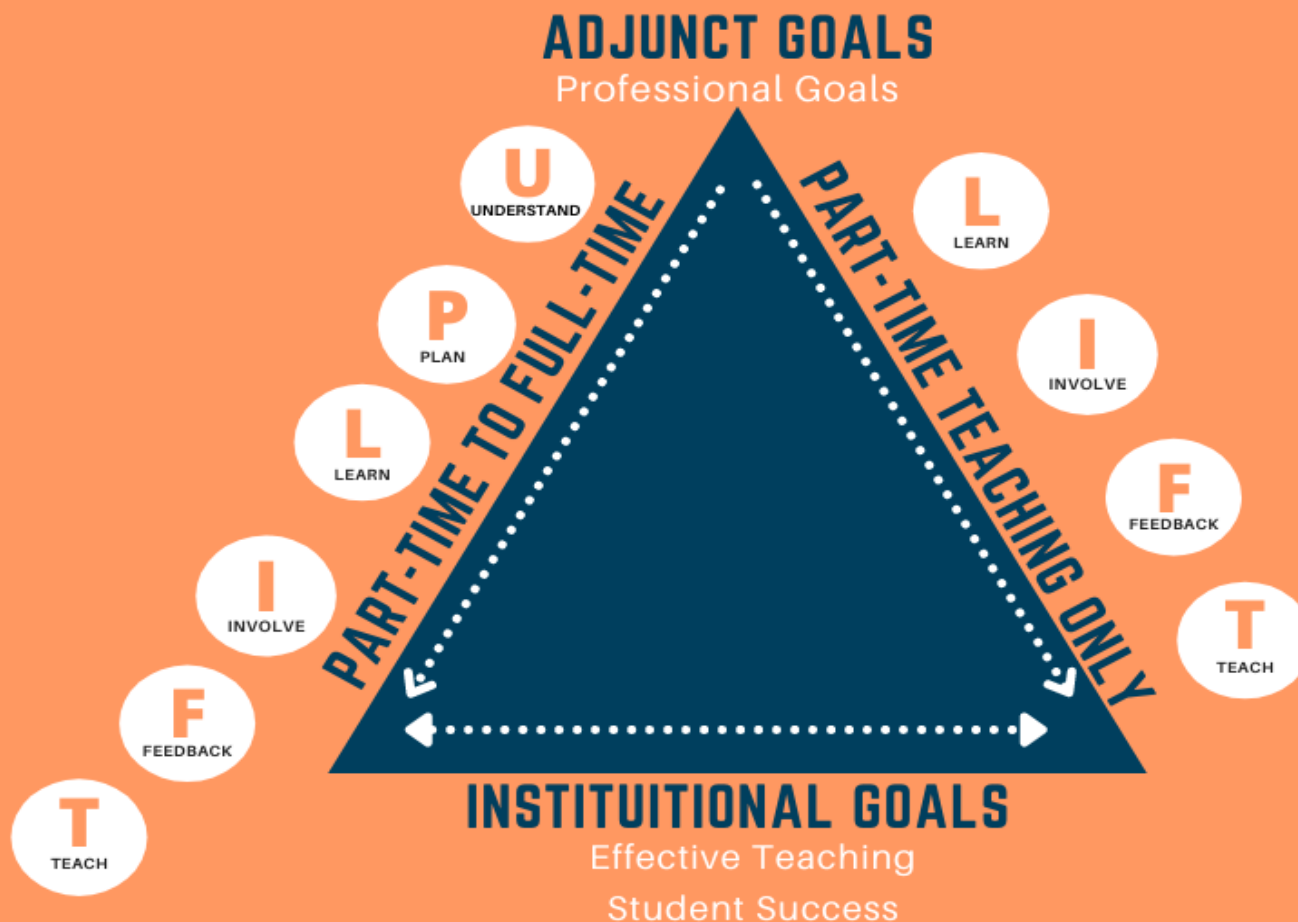 ADJUNCT GOALS
Professional Goals
U
UNDERSTAND
P
PLAN
L
LEARN
I
INVOLVE
F
FEEDBACK
T
TEACH
PART-TIME TO FULL-TIME
PART-TIME TEACHING ONLY
L
LEARN
I
INVOLVE
F
FEEDBACK
T
TEACH
INSTITUITIONAL GOALS
Effective Teaching
Student Success